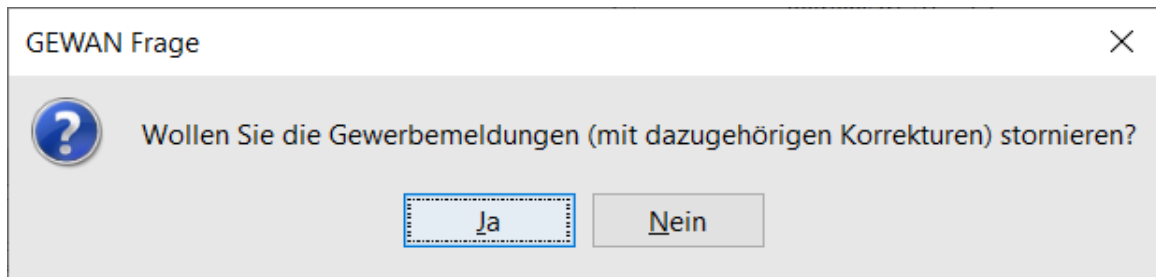 GEWAN Frage
Wollen Sie die Gewerbemeldungen (mit dazugehörigen Korrekturen) stornieren?
Ja
Nein